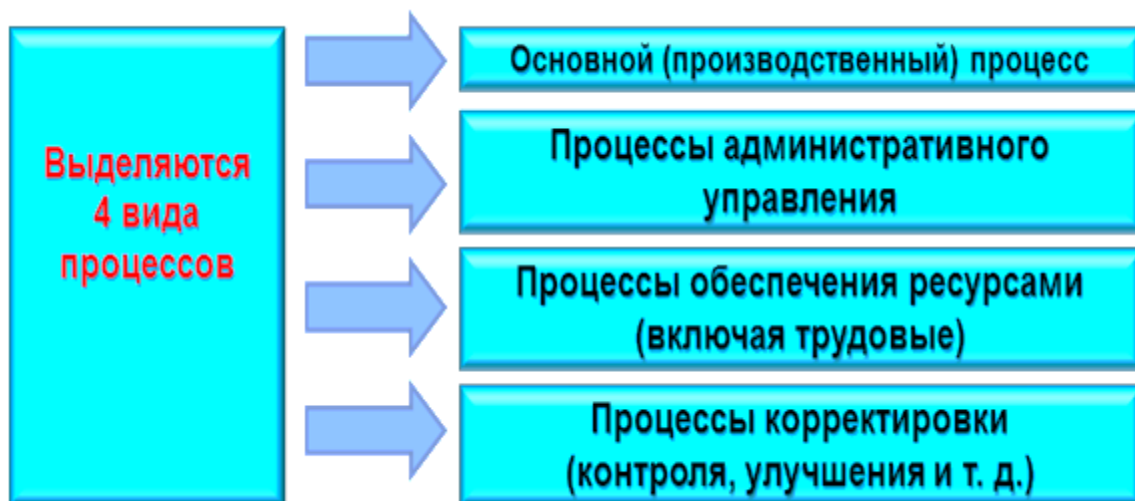 Выделяются
4 вида
процессов
Основной (производственный) процесс
Процессы административного
управления
Процессы обеспечения ресурсами
(включая трудовые)
Процессы корректировки
(контроля, улучшения и т. д.)